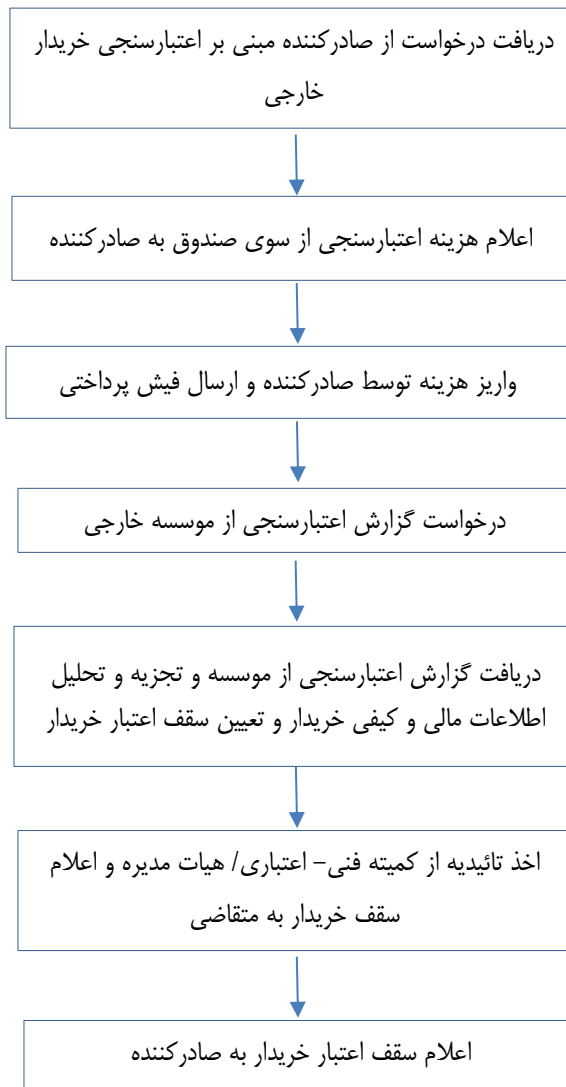 دریافت درخواست از صادرکننده مبنی بر اعتبارسنجی خریدار
خارجی
اعلام هزینه اعتبارسنجی از سوی صندوق به صادرکننده
واریز هزینه توسط صادرکننده و ارسال فیش پرداختی
درخواست گزارش اعتبارسنجی از موسسه خارجی
دریافت گزارش اعتبارسنجی از موسسه و تجزیه و تحلیل
اطلاعات مالی و کیفی خریدار و تعیین سقف اعتبار خریدار
اخذ تائیدیه از کمیته فنی– اعتباری/ هیات مدیره و اعلام
سقف خریدار به متقاضی
اعلام سقف اعتبار خریدار به صادرکننده